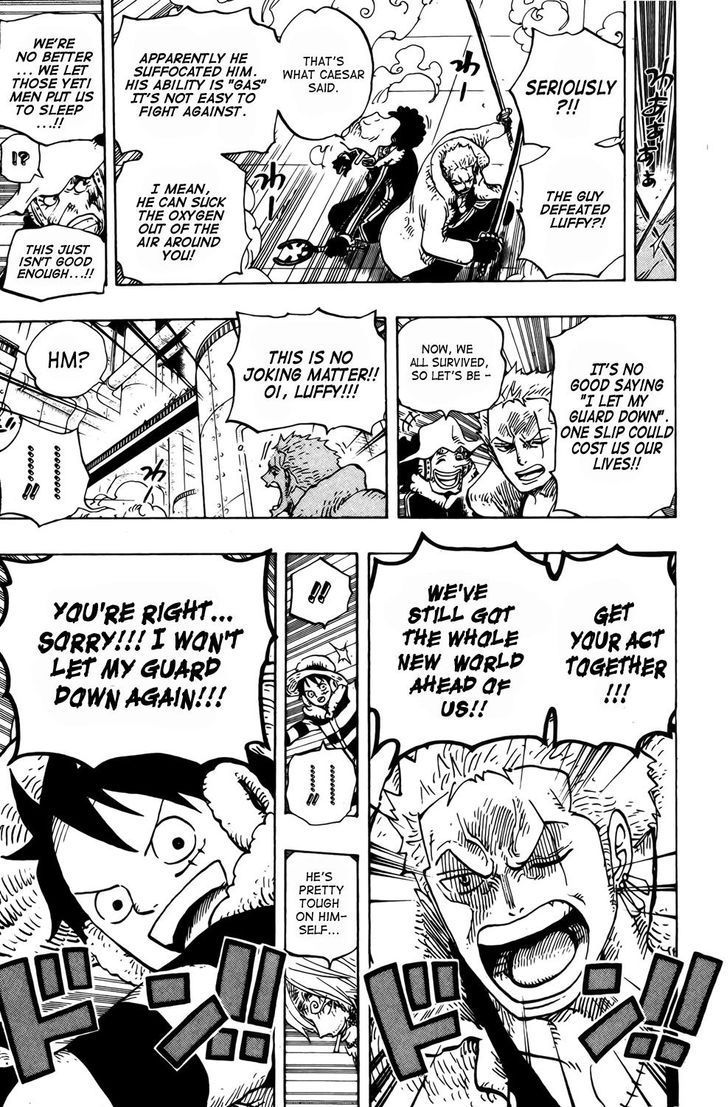 SERIOUSLY
?!!
THE GUY
DEFEATED
LUFFY?!
THAT'S
WHAT CAESAR
SAID.
APPARENTLY HE
SUFFOCATED HIM.
HIS ABILITY IS "GAS"
IT'S NOT EASY TO
FIGHT AGAINST.
I MEAN,
HE CAN SUCK
THE OXYGEN
OUT OF THE
AIR AROUND
YOU!
WE'RE
NO BETTER
... WE LET
THOSE YETI
MEN PUT US
TO SLEEP
...!!
!?
THIS JUST
ISN'T GOOD
ENOUGH...!!
IT'S NO
GOOD SAYING
"I LET MY
GUARD DOWN".
ONE SLIP COULD
COST US OUR
LIVES!!
NOW, WE
ALL SURVIVED,
SO LET'S BE -
THIS IS NO
JOKING MATTER!!
OI, LUFFY!!!
HM?
........!!
GET
YOUR ACT
TOGETHER
!!!
WE'VE
STILL GOT
THE WHOLE
NEW WORLD
AHEAD OF
US!!
!!
........!!
HE'S
PRETTY
TOUGH
ON HIM-
SELF...
YOU'RE RIGHT...
SORRY!!! I WON'T
LET MY GUARD
DOWN AGAIN!!!
ドン!!
ドン!!